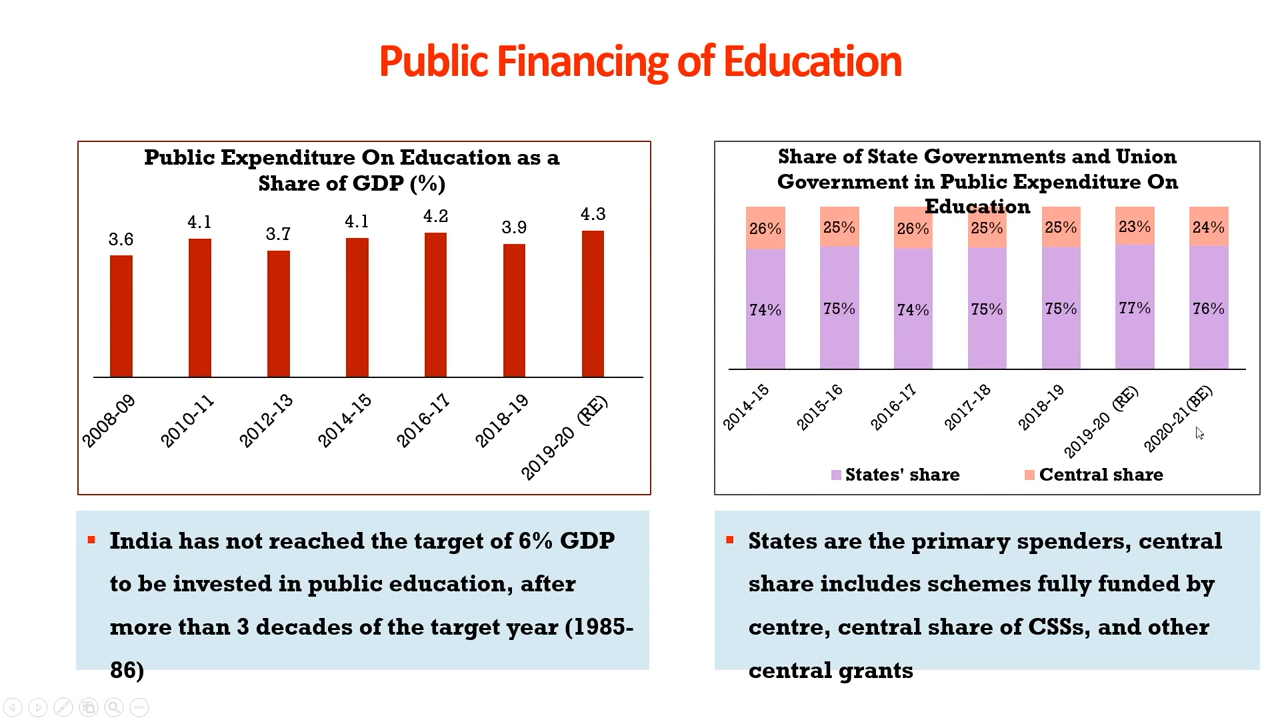 Public Financing of Education
Public Expenditure On Education as a
Share of GDP (%)
3.6
4.1
3.7
4.1
4.2
3.9
4.3
2008-09
2010-11
2012-13
2014-15
2016-17
2018-19
2019-20 (RE)
India has not reached the target of 6% GDP
to be invested in public education, after
more than 3 decades of the target year (1985-
86)
Share of State Governments and Union
Government in Public Expenditure On
Education
26%
25%
26%
25%
25%
23%
24%
74%
75%
74%
75%
75%
77%
76%
2014-15
2015-16
2016-17
2017-18
2018-19
2019-20 (RE)
2020-21(BE)
States' share
Central share
States are the primary spenders, central
share includes schemes fully funded by
centre, central share of CSSs, and other
central grants